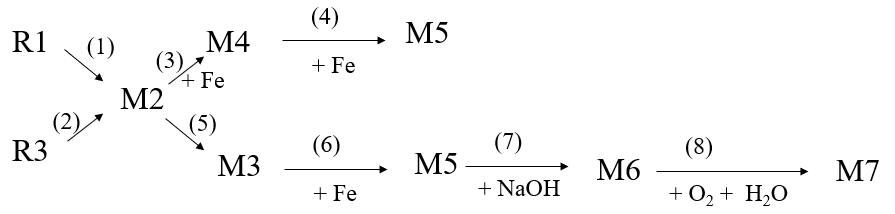 R1 (1) M2 (3) + Fe M4 (4) + Fe M5
R3 (2) M2 (5) M3 (6) + Fe M5 (7) + NaOH M6 (8) + O₂ + H₂O M7